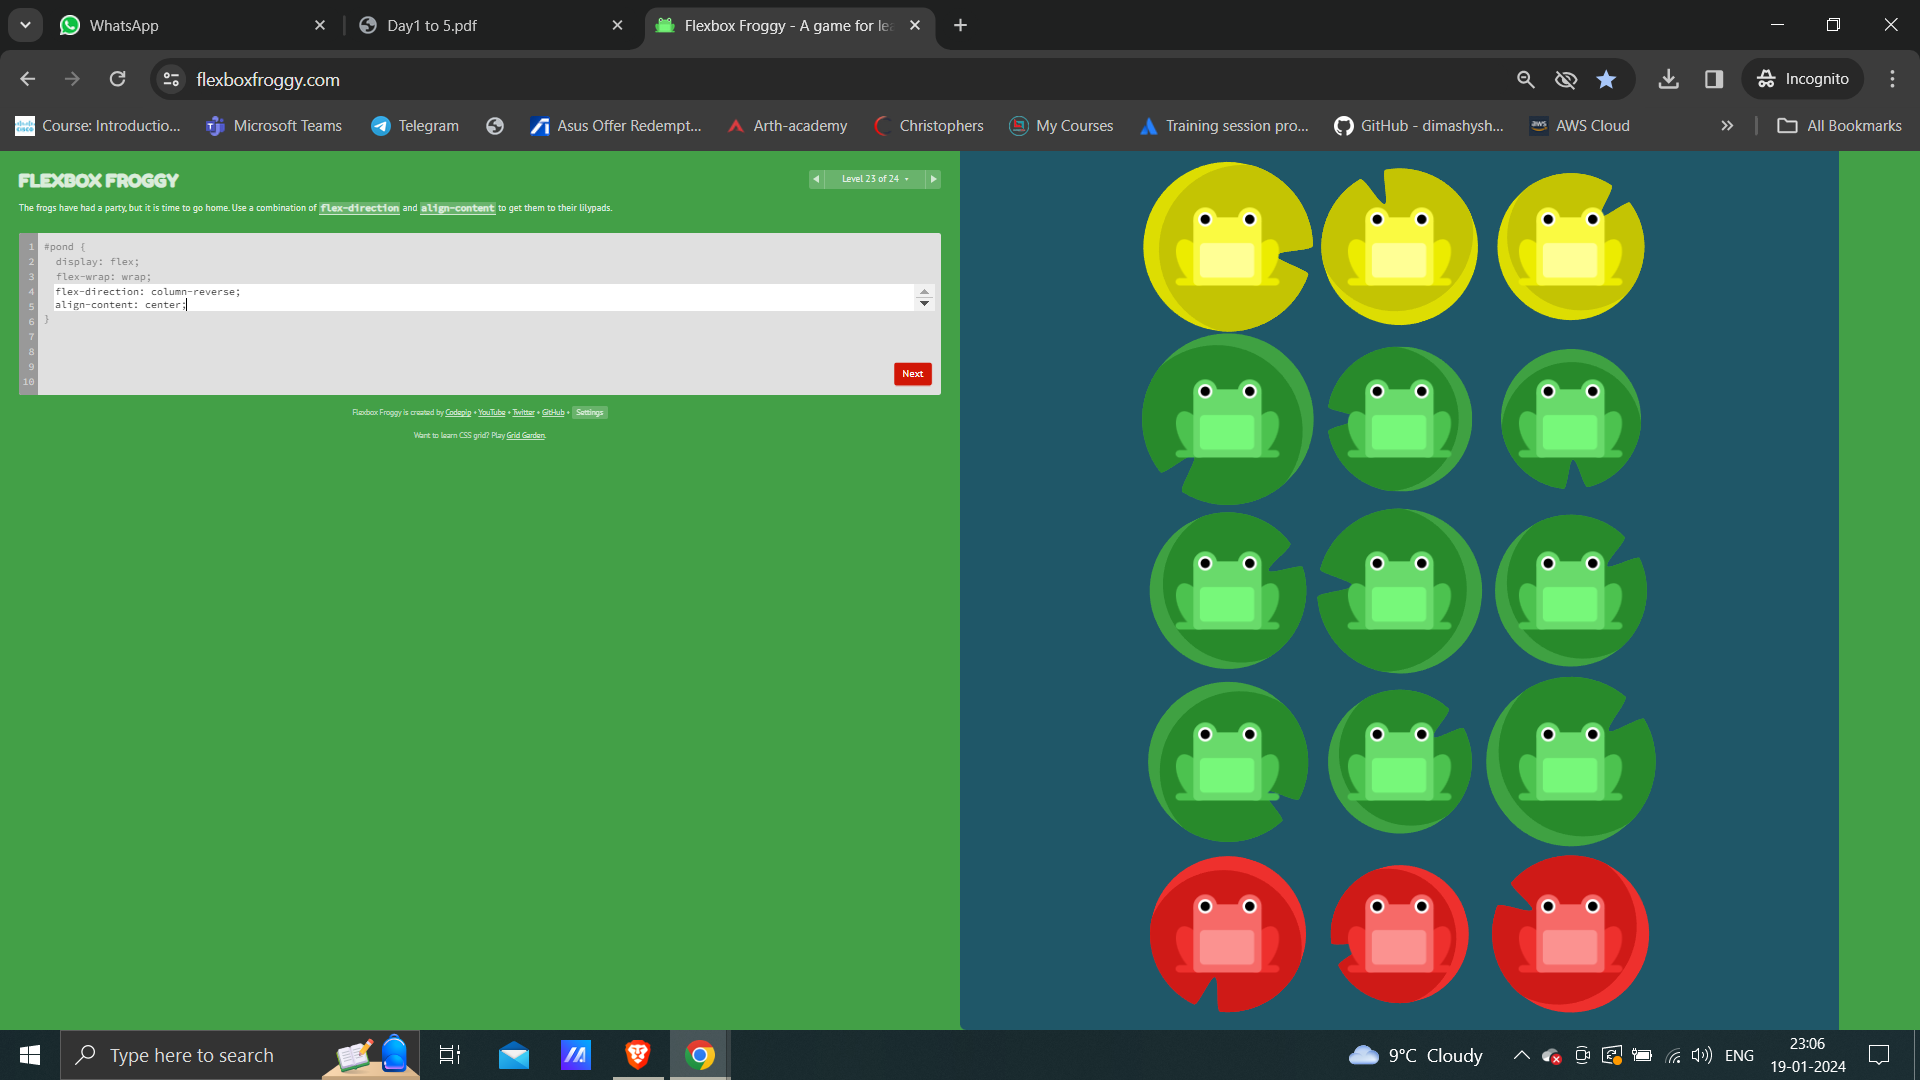 WhatsApp
Day1 to 5.pdf
Flexbox Froggy - A game for le
flexboxfroggy.com
Incognito
Course: Introductio...
Microsoft Teams
Telegram
Asus Offer Redempt...
Arth-academy
Christophers
My Courses
Training session pro...
GitHub - dimashysh...
aws
AWS Cloud
All Bookmarks
FLEXBOX FROGGY
Level 23 of 24
The frogs have had a party, but it is time to go home. Use a combination of flex-direction and align-content to get them to their lilypads.
1 #pond {
2 display: flex;
3 flex-wrap: wrap;
4 flex-direction: column-reverse;
5 align-content: center;
6 }
7
8
9
10
Next
Flexbox Froggy is created by Codepip • YouTube • Twitter • GitHub • Settings
Want to learn CSS grid? Play Grid Garden.
Type here to search
9°C Cloudy
ENG
23:06
19-01-2024